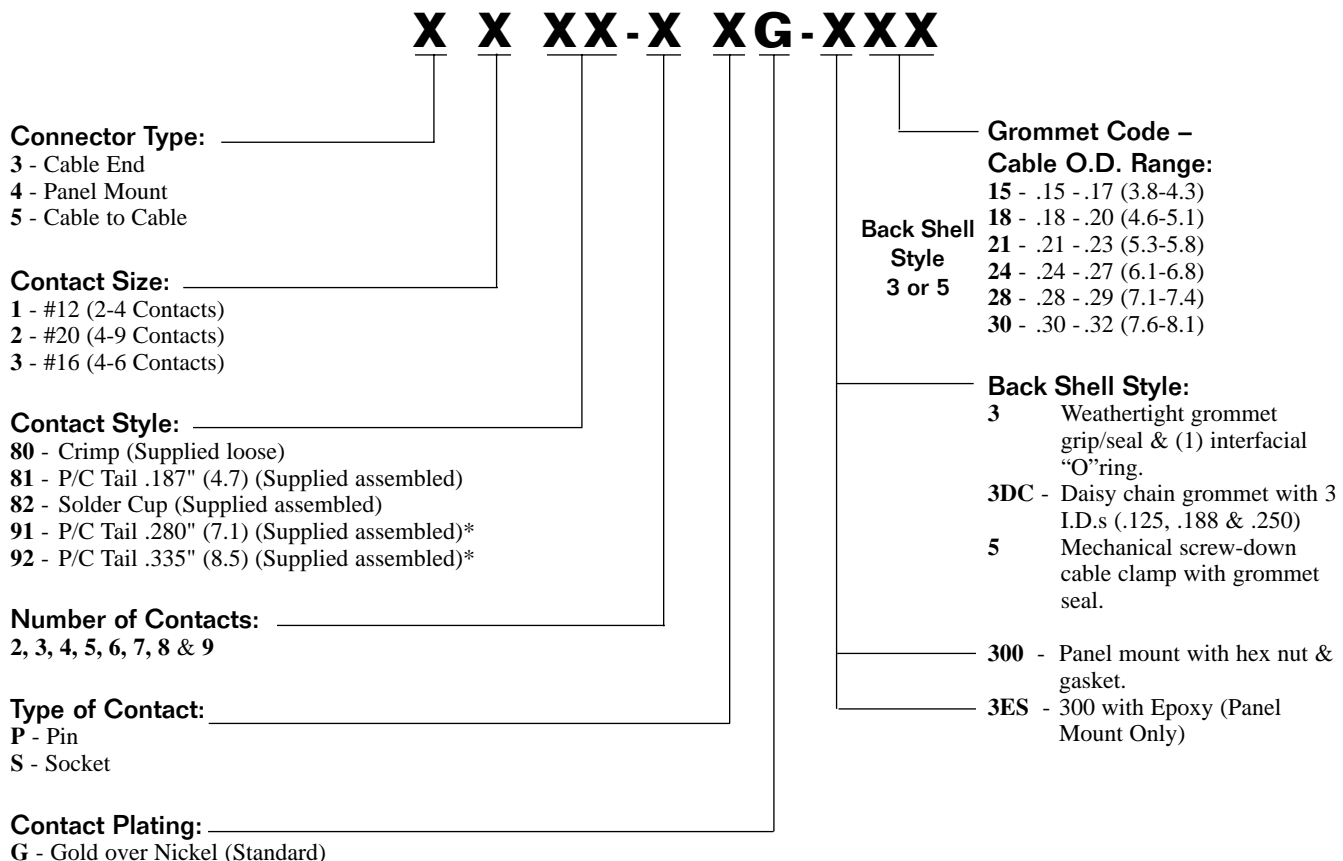 X X XX-X XG-XXX
Connector Type:
3 - Cable End
4 - Panel Mount
5 - Cable to Cable
Contact Size:
1 - #12 (2-4 Contacts)
2 - #20 (4-9 Contacts)
3 - #16 (4-6 Contacts)
Contact Style:
80 - Crimp (Supplied loose)
81 - P/C Tail .187" (4.7) (Supplied assembled)
82 - Solder Cup (Supplied assembled)
91 - P/C Tail .280" (7.1) (Supplied assembled)*
92 - P/C Tail .335" (8.5) (Supplied assembled)*
Number of Contacts:
2, 3, 4, 5, 6, 7, 8 & 9
Type of Contact:
P - Pin
S - Socket
Contact Plating:
G - Gold over Nickel (Standard)
Back Shell
Style
3 or 5
Grommet Code –
Cable O.D. Range:
15 - .15 - .17 (3.8-4.3)
18 - .18 - .20 (4.6-5.1)
21 - .21 - .23 (5.3-5.8)
24 - .24 - .27 (6.1-6.8)
28 - .28 - .29 (7.1-7.4)
30 - .30 - .32 (7.6-8.1)
Back Shell Style:
3 Weathertight grommet
grip/seal & (1) interfacial
“O”ring.
3DC - Daisy chain grommet with 3
I.D.s (.125, .188 & .250)
5 Mechanical screw-down
cable clamp with grommet
seal.
300 - Panel mount with hex nut &
gasket.
3ES - 300 with Epoxy (Panel
Mount Only)